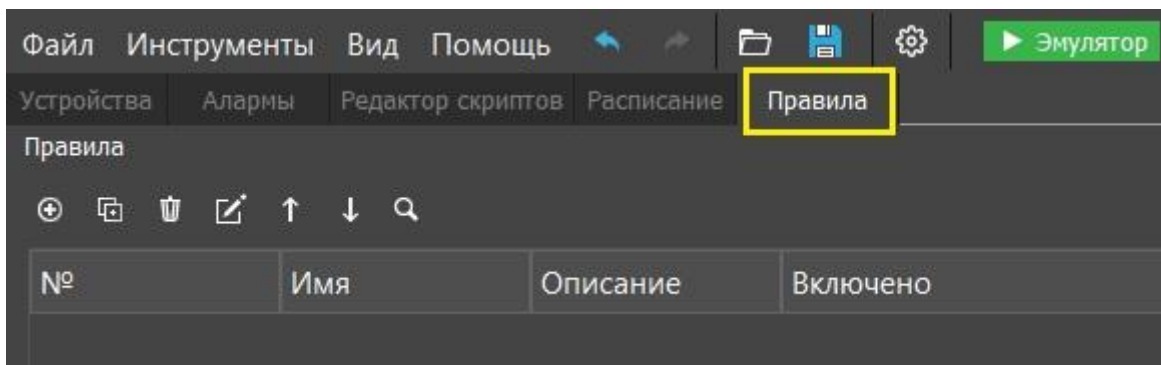 Файл Инструменты Вид Помощь Эмулятор
Устройства Алармы Редактор скриптов Расписание Правила
Правила
№ Имя Описание Включено